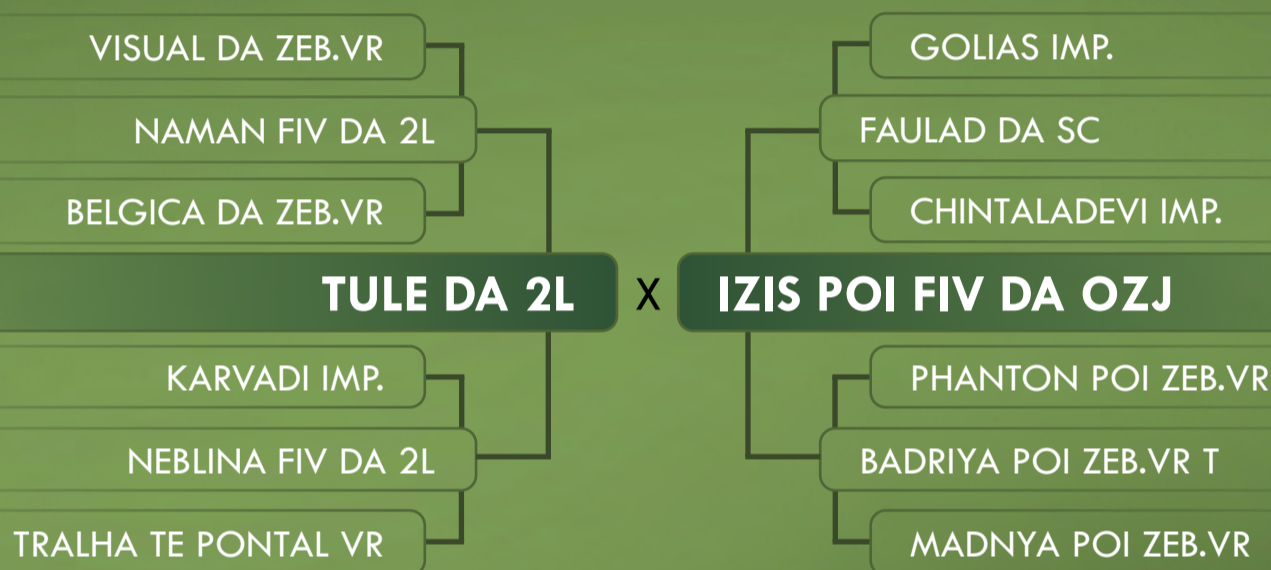 VISUAL DA ZEB.VR
NAMAN FIV DA 2L
BELGICA DA ZEB.VR
TULE DA 2L
KARVADI IMP.
NEBLINA FIV DA 2L
TRALHA TE PONTAL VR
X
GOLIAS IMP.
FAULAD DA SC
CHINTALADEVI IMP.
IZIS POI FIV DA OZJ
PHANTON POI ZEB.VR
BADRIYA POI ZEB.VR T
MADNYA POI ZEB.VR